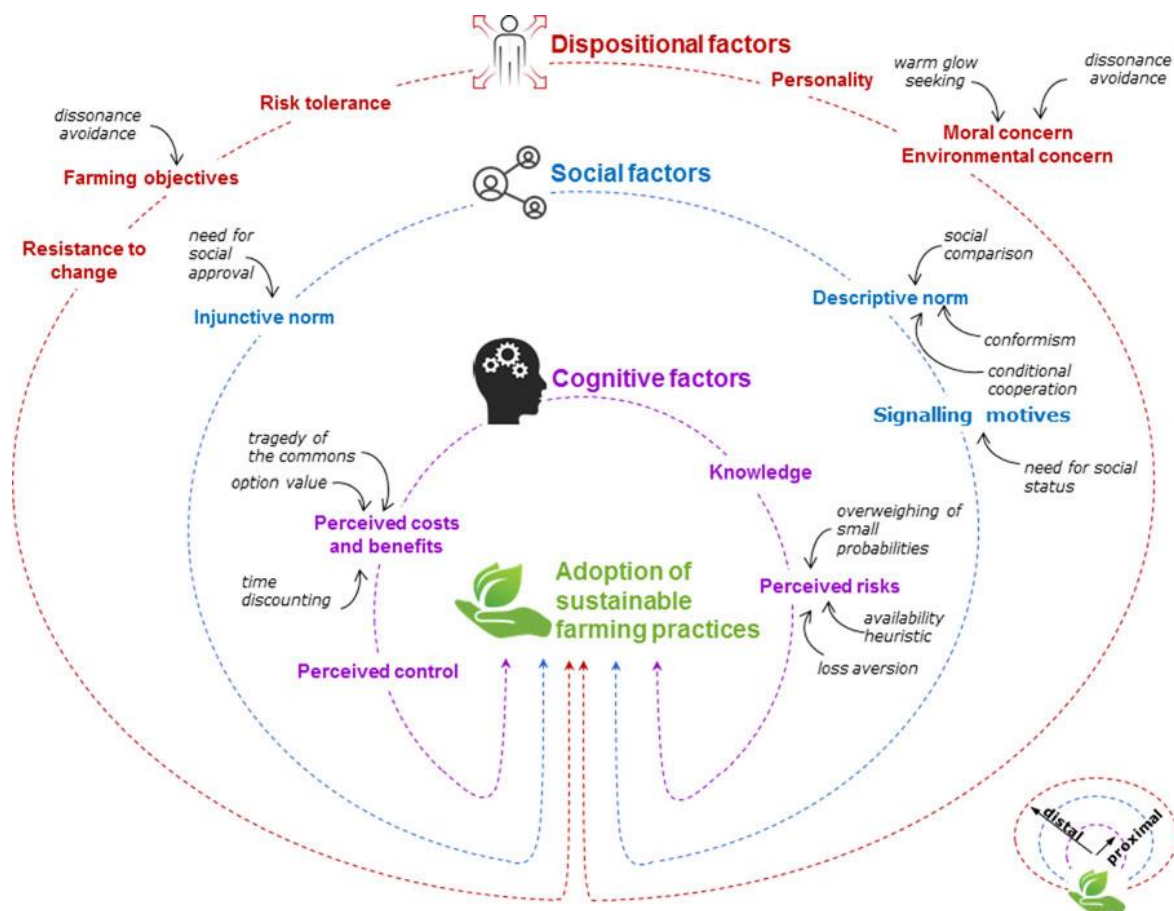 Dispositional factors
Personality
Risk tolerance
warm glow
seeking
dissonance
avoidance
dissonance
avoidance
Moral concern
Environmental concern
Farming objectives
Resistance to
change
Social factors
need for
social
approval
Injunctive norm
social
comparison
Descriptive norm
conformism
conditional
cooperation
Signalling motives
need for social
status
Cognitive factors
tragedy of
the commons
option value
Perceived costs
and benefits
time
discounting
Perceived control
Knowledge
overweighing of
small
probabilities
Perceived risks
availability
heuristic
loss aversion
Adoption of
sustainable
farming practices
distal
proximal